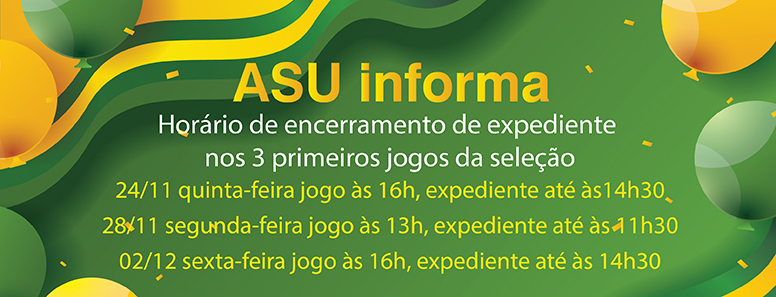 ASU informa
Horário de encerramento de expediente
nos 3 primeiros jogos da seleção
24/11 quinta-feira jogo às 16h, expediente até às14h30
28/11 segunda-feira jogo às 13h, expediente até às 11h30
02/12 sexta-feira jogo às 16h, expediente até às 14h30